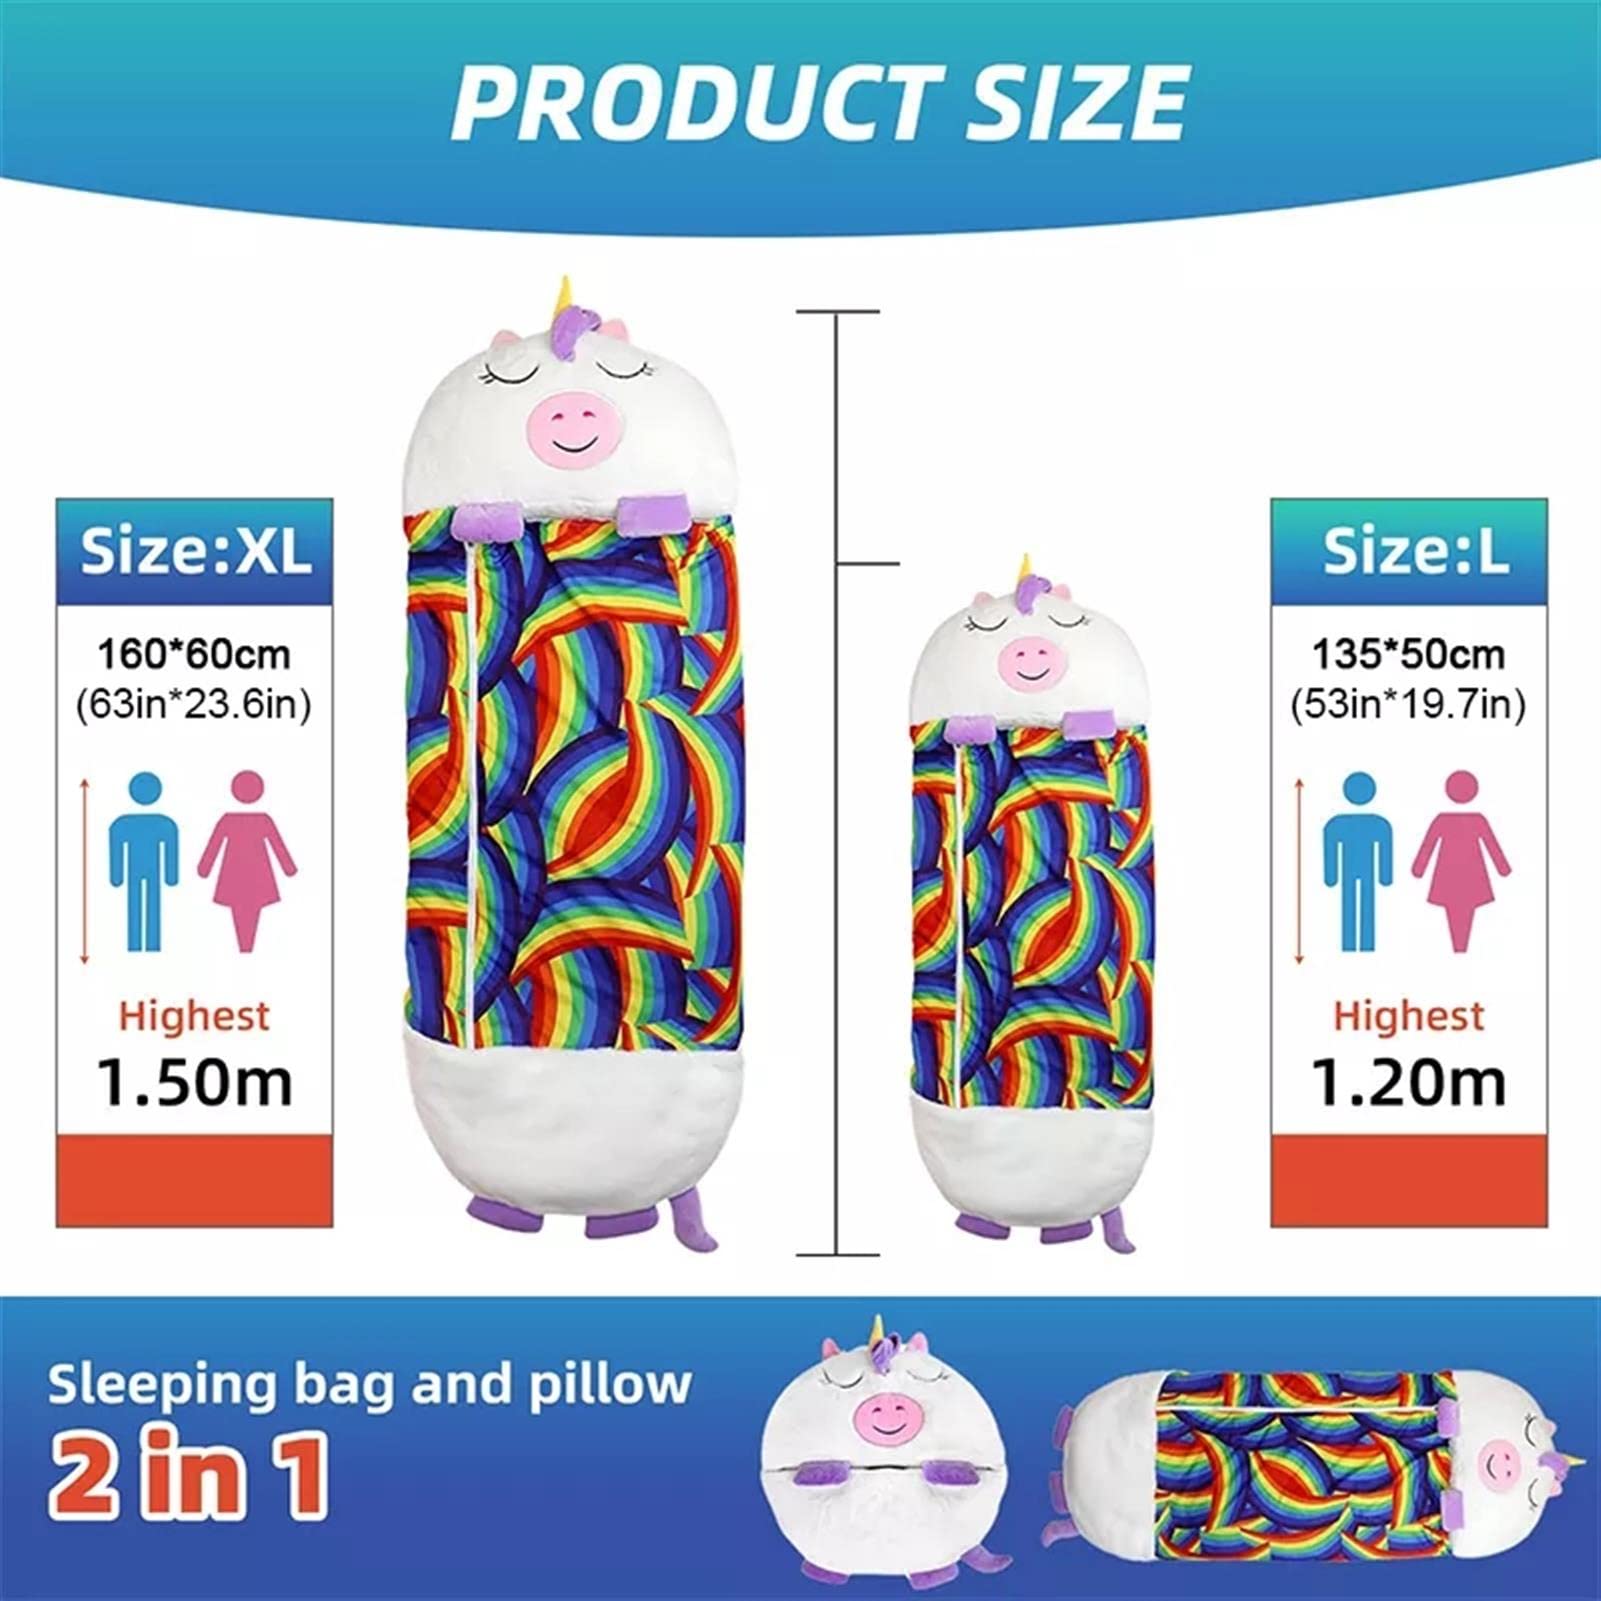 PRODUCT SIZE
Size:XL
160*60cm
(63in*23.6in)
Highest
1.50m
Size:L
135*50cm
(53in*19.7in)
Highest
1.20m
Sleeping bag and pillow
2 in 1